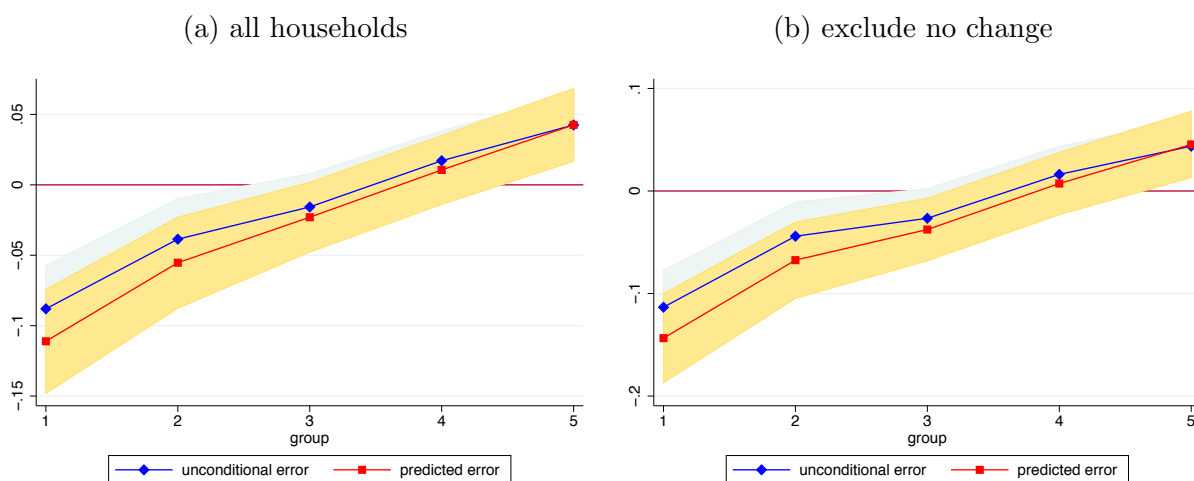 (a) all households
.05
0
-.05
-.1
-.15
1 2 3 4 5
group
unconditional error predicted error
(b) exclude no change
.1
0
-.1
-.2
1 2 3 4 5
group
unconditional error predicted error